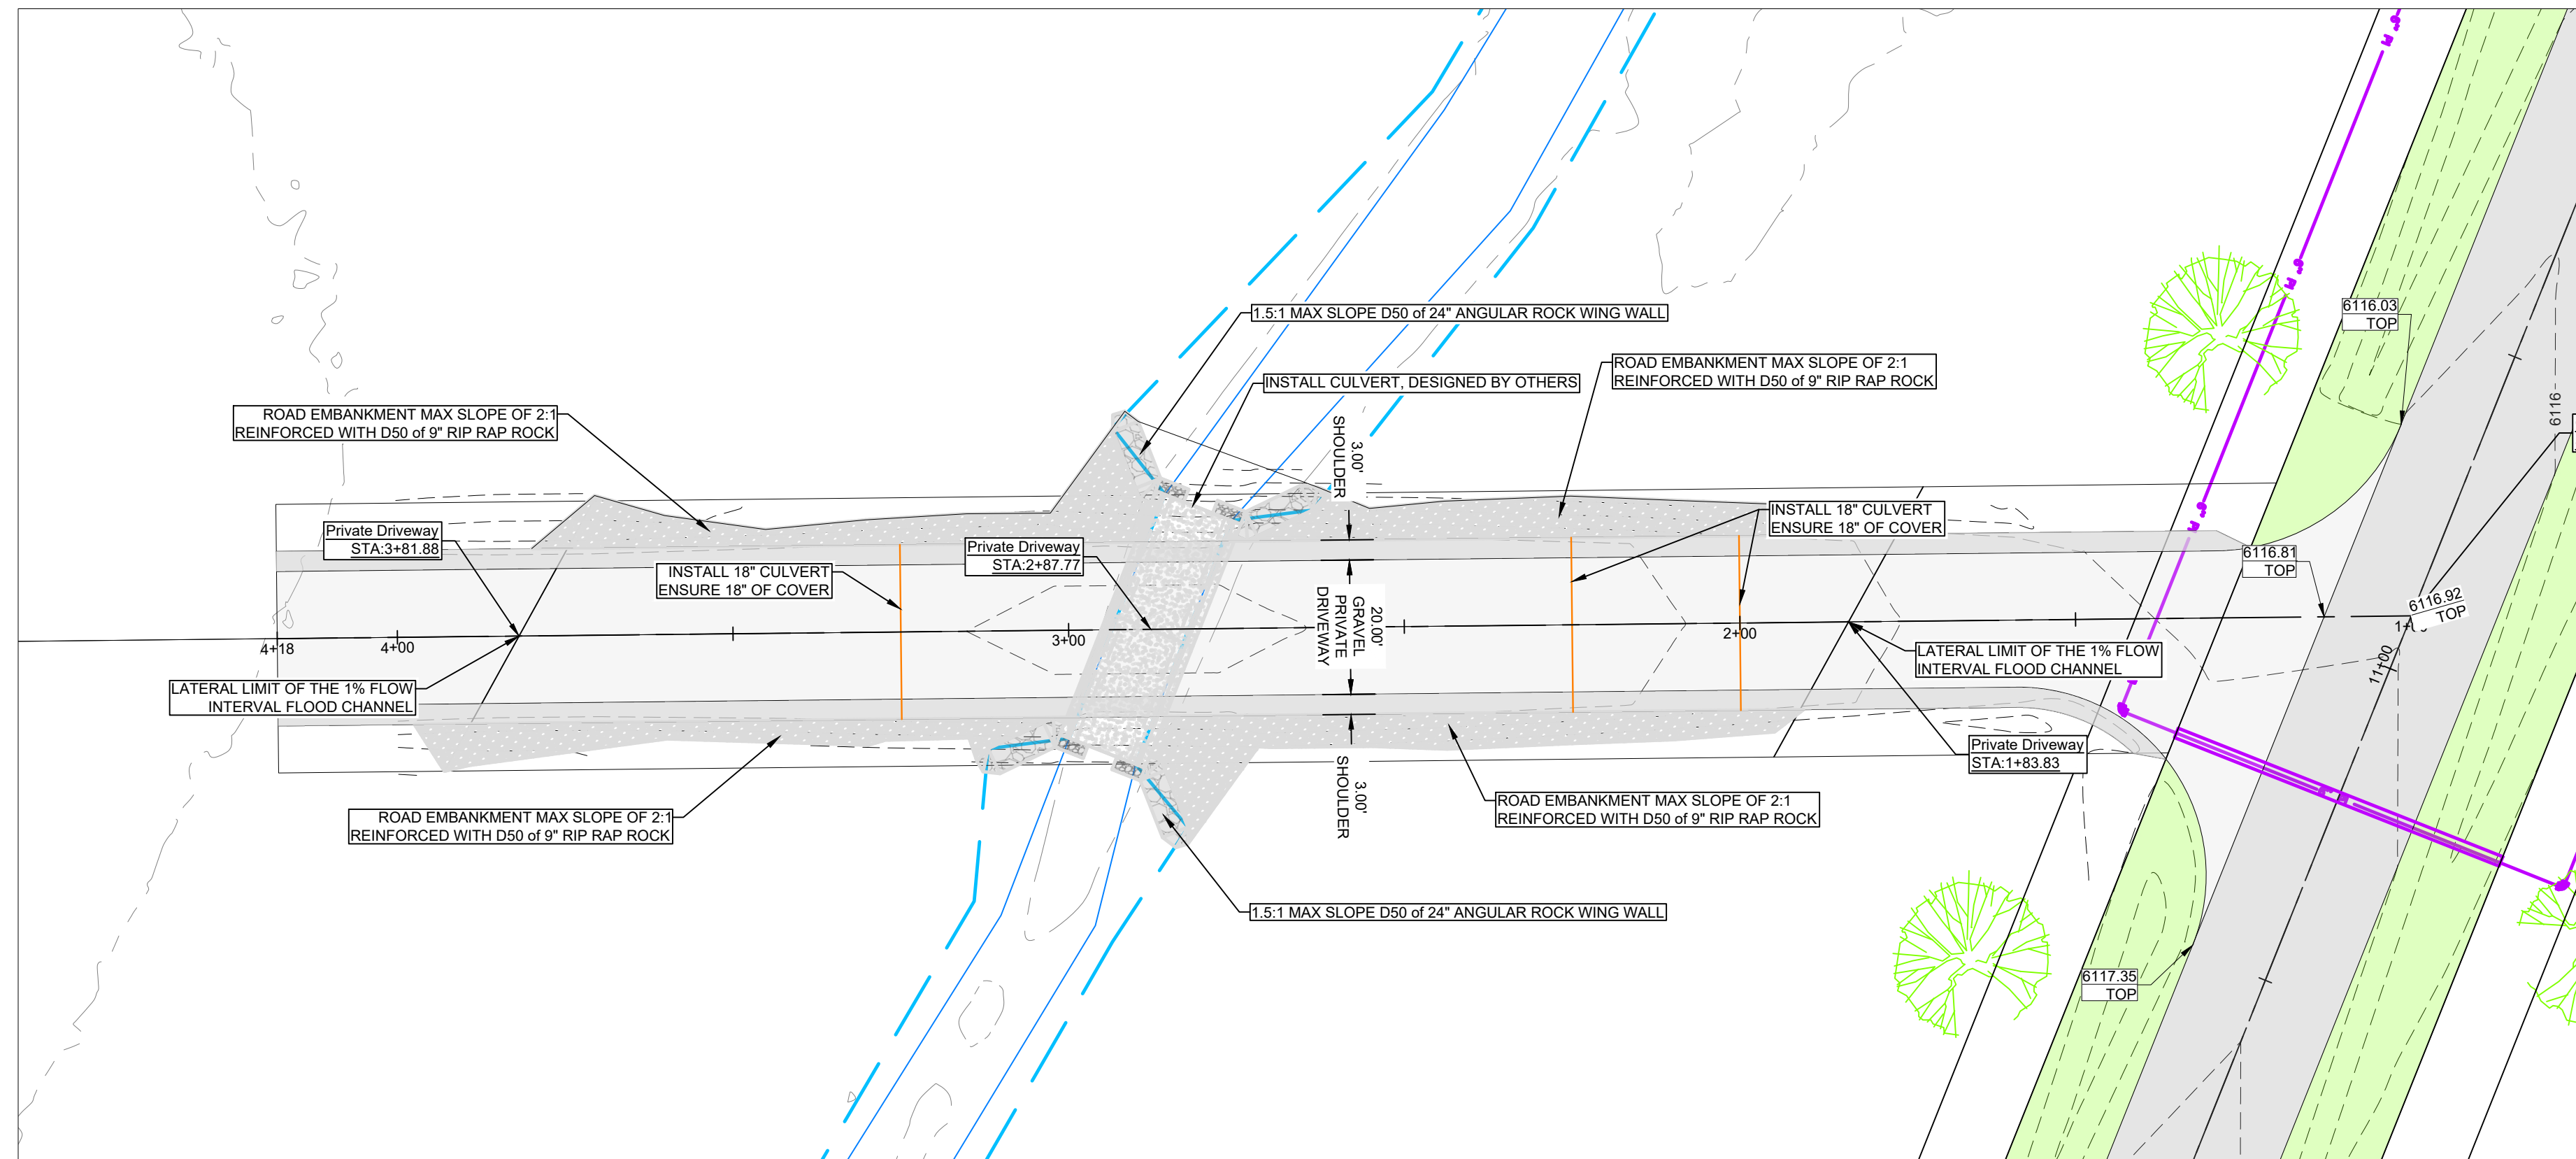 1.5:1 MAX SLOPE D50 of 24" ANGULAR ROCK WING WALL
6116.03
TOP
ROAD EMBANKMENT MAX SLOPE OF 2:1
REINFORCED WITH D50 of 9" RIP RAP ROCK
INSTALL CULVERT, DESIGNED BY OTHERS
6116
ROAD EMBANKMENT MAX SLOPE OF 2:1
REINFORCED WITH D50 of 9" RIP RAP ROCK
3.00'
SHOULDER
INSTALL 18" CULVERT
ENSURE 18" OF COVER
Private Driveway
STA:3+81.88
Private Driveway
STA:2+87.77
INSTALL 18" CULVERT
ENSURE 18" OF COVER
6116.81
TOP
20.00'
GRAVEL
PRIVATE
DRIVEWAY
6116.92
TOP
4+18
4+00
3+00
2+00
LATERAL LIMIT OF THE 1% FLOW
INTERVAL FLOOD CHANNEL
11+00
LATERAL LIMIT OF THE 1% FLOW
INTERVAL FLOOD CHANNEL
Private Driveway
STA:1+83.83
3.00'
SHOULDER
ROAD EMBANKMENT MAX SLOPE OF 2:1
REINFORCED WITH D50 of 9" RIP RAP ROCK
ROAD EMBANKMENT MAX SLOPE OF 2:1
REINFORCED WITH D50 of 9" RIP RAP ROCK
1.5:1 MAX SLOPE D50 of 24" ANGULAR ROCK WING WALL
6117.35
TOP